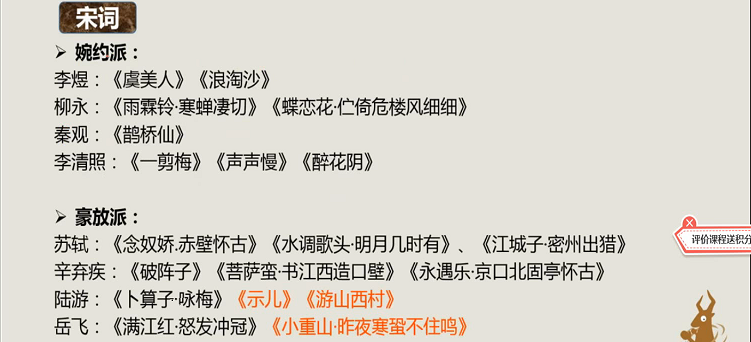 宋词
➢ 婉约派：
李煜：《虞美人》《浪淘沙》
柳永：《雨霖铃·寒蝉凄切》《蝶恋花·伫倚危楼风细细》
秦观：《鹊桥仙》
李清照：《一剪梅》《声声慢》《醉花阴》
➢ 豪放派：
苏轼：《念奴娇.赤壁怀古》《水调歌头·明月几时有》、《江城子·密州出猎》
评价课程送积分
辛弃疾：《破阵子》《菩萨蛮·书江西造口壁》《永遇乐·京口北固亭怀古》
陆游：《卜算子·咏梅》《示儿》《游山西村》
岳飞：《满江红·怒发冲冠》《小重山·昨夜寒蛩不住鸣》